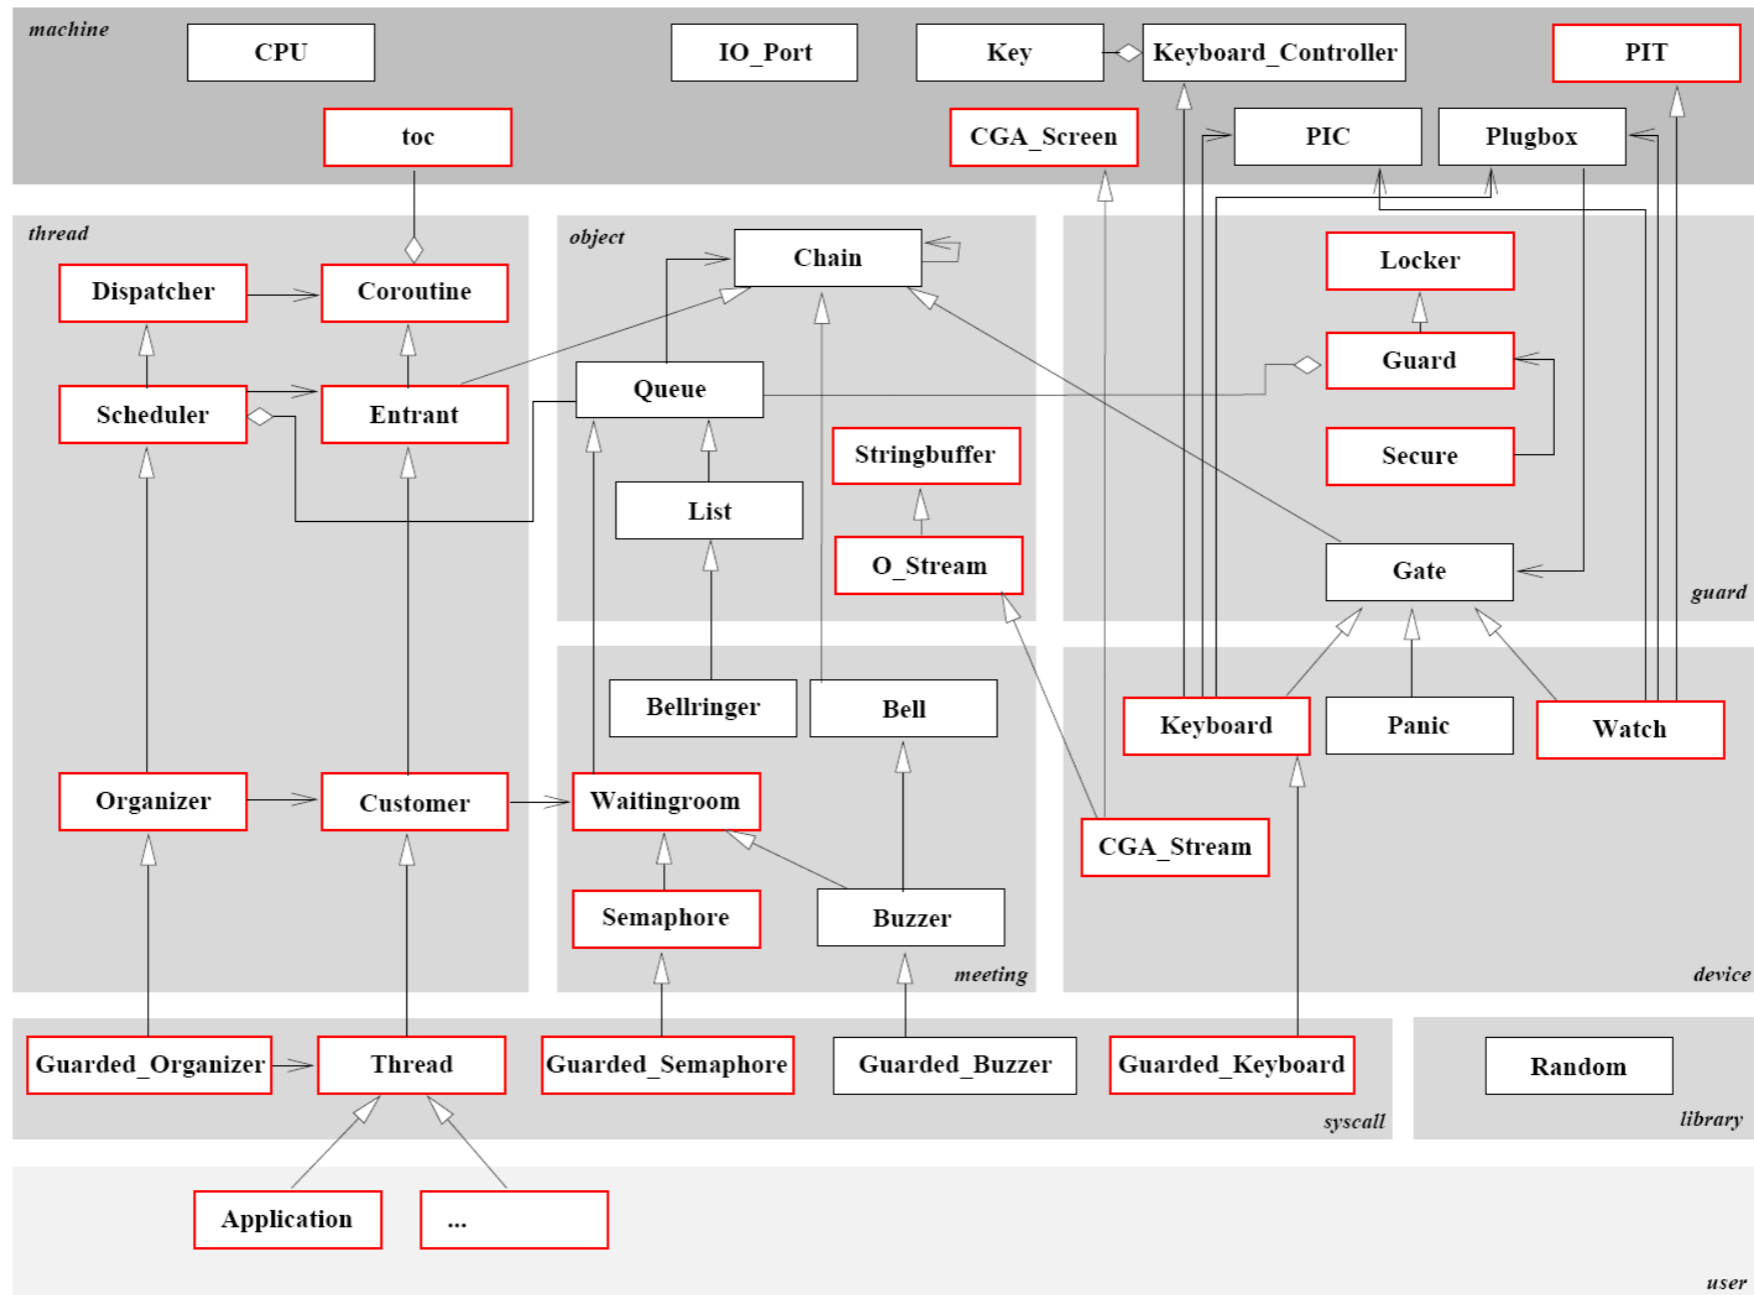 machine
CPU
IO_Port
Key
Keyboard_Controller
PIT
toc
CGA_Screen
PIC
Plugbox
thread
object
Chain
Locker
Dispatcher
Coroutine
Guard
Queue
Scheduler
Entrant
Stringbuffer
Secure
List
O_Stream
Gate
guard
Bellringer
Bell
Keyboard
Panic
Watch
Organizer
Customer
Waitingroom
CGA_Stream
Semaphore
Buzzer
meeting
device
Guarded_Organizer
Thread
Guarded_Semaphore
Guarded_Buzzer
Guarded_Keyboard
Random
syscall
library
Application
...
user